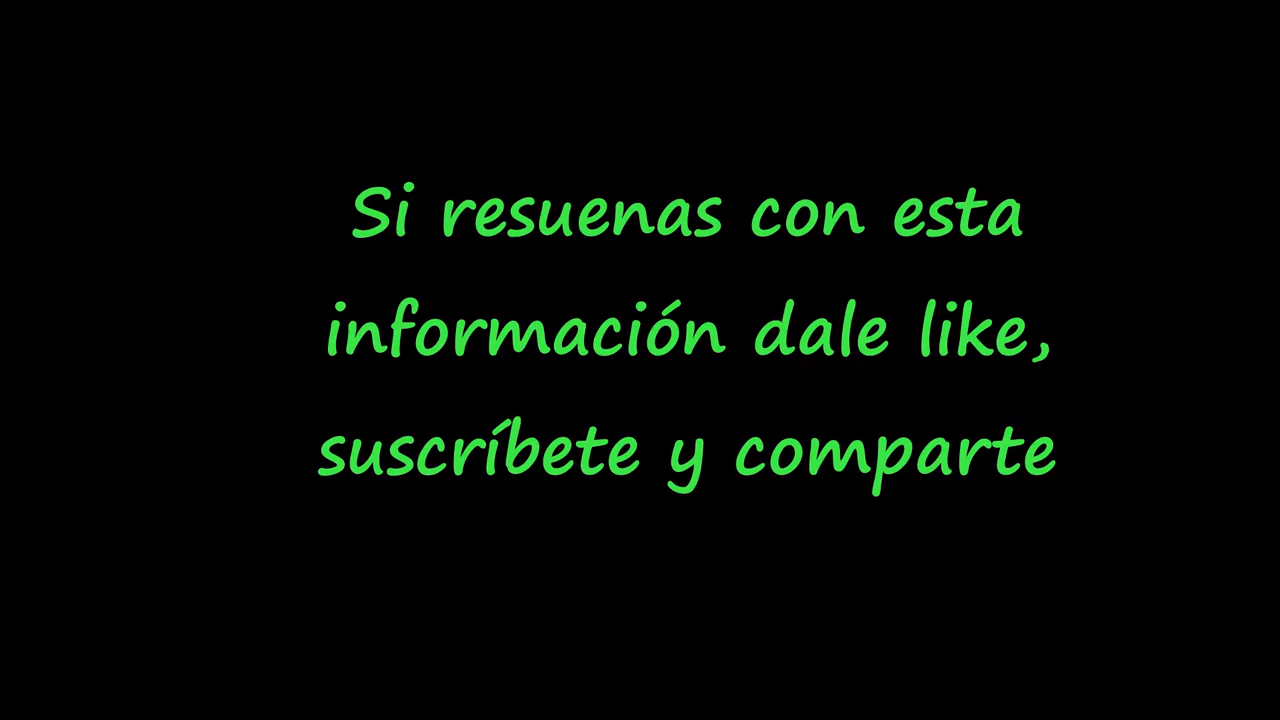 Si resuenas con esta
información dale like,
suscríbete y comparte